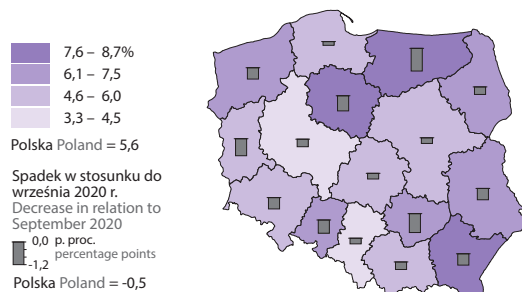 7,6 – 8,7%
6,1 – 7,5
4,6 – 6,0
3,3 – 4,5
Polska Poland = 5,6
Spadek w stosunku do
września 2020 r.
Decrease in relation to
September 2020
0,0 p. proc.
percentage points
-1,2
Polska Poland = -0,5